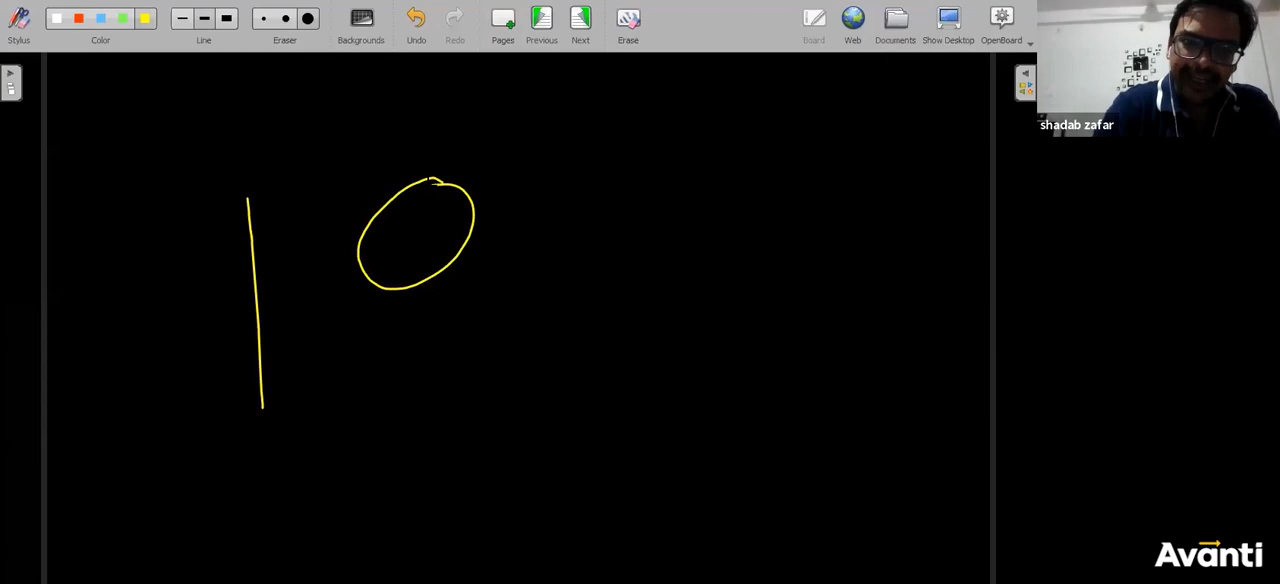 Stylus Color Line Eraser Backgrounds Undo Redo Pages Previous Next Erase Board Web Documents Show Desktop OpenBoard
shadab zafar
Avanti